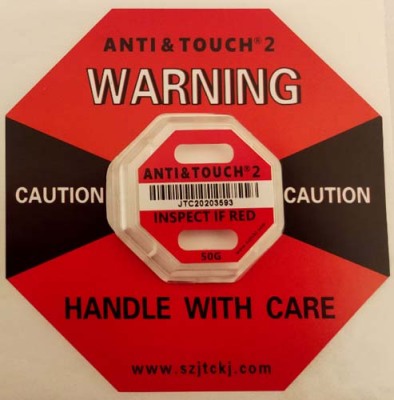 ANTI & TOUCH® 2
WARNING
ANTI&TOUCH® 2
JTC20203593
CAUTION
CAUTION
INSPECT IF RED
50G
HANDLE WITH CARE
www.szjtckj.com